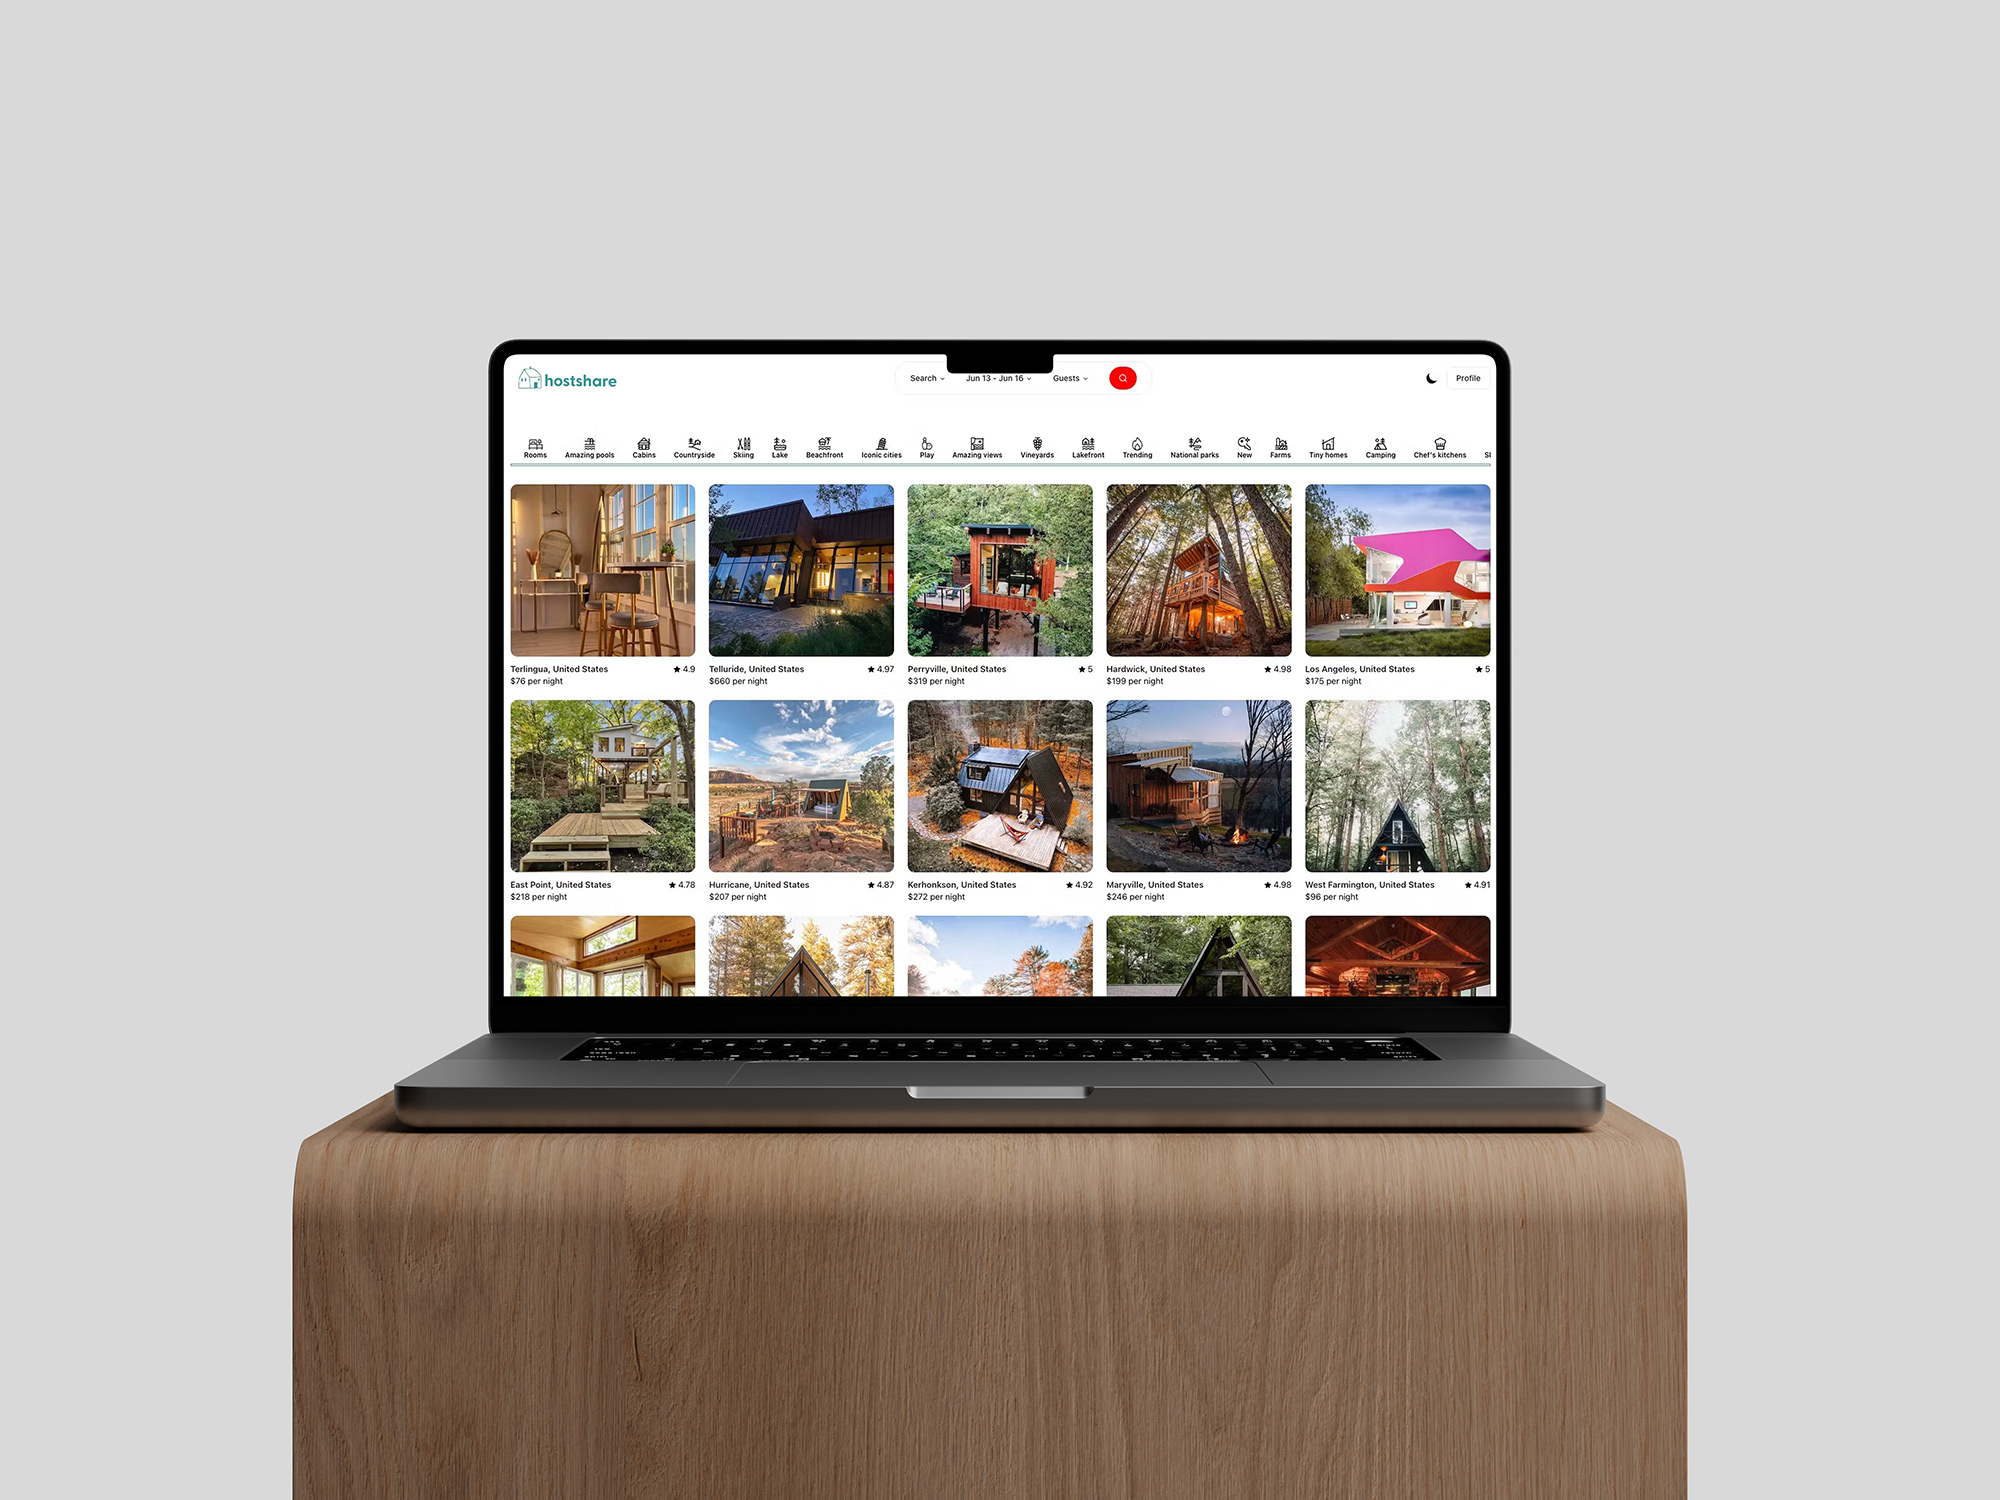 hostshare
Search
Jun 13 - Jun 16
Guests
Profile
Rooms
Amazing pools
Cabins
Countryside
Skiing
Lake
Beachfront
Iconic cities
Play
Amazing views
Vineyards
Lakefront
Trending
National parks
New
Farms
Tiny homes
Camping
Chef's kitchens
Terlingua, United States ★ 4.9
$76 per night
Telluride, United States ★ 4.97
$660 per night
Perryville, United States ★ 5
$319 per night
Hardwick, United States ★ 4.98
$199 per night
Los Angeles, United States ★ 5
$175 per night
East Point, United States ★ 4.78
$218 per night
Hurricane, United States ★ 4.87
$207 per night
Kerhonkson, United States ★ 4.92
$272 per night
Maryville, United States ★ 4.98
$246 per night
West Farmington, United States ★ 4.91
$96 per night